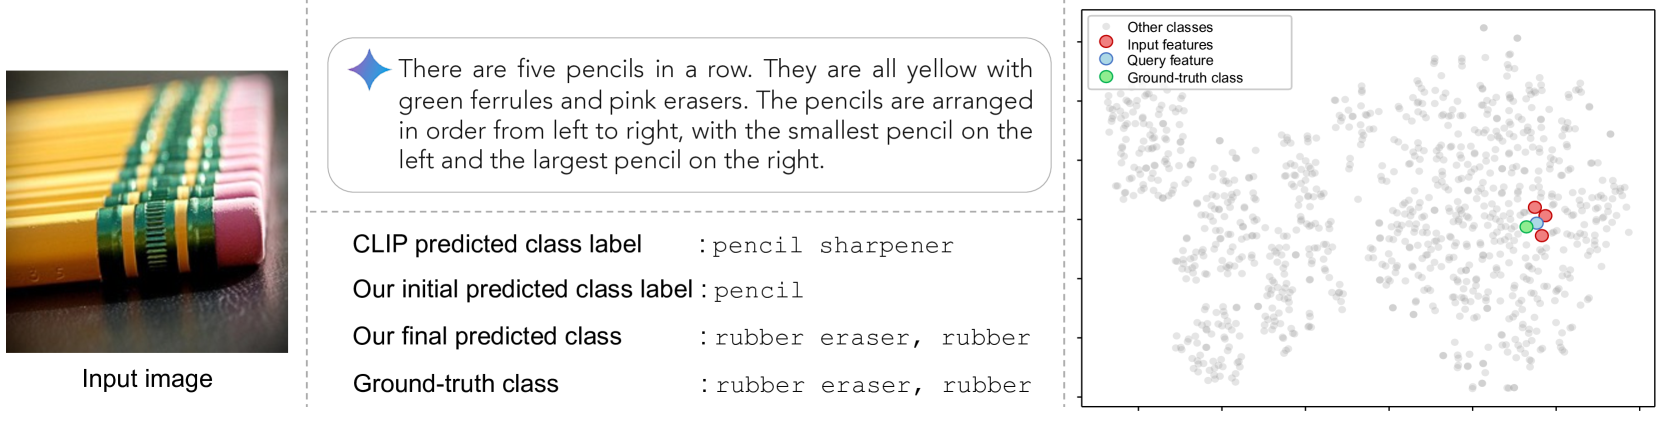 Input image
There are five pencils in a row. They are all yellow with
green ferrules and pink erasers. The pencils are arranged
in order from left to right, with the smallest pencil on the
left and the largest pencil on the right.
CLIP predicted class label : pencil sharpener
Our initial predicted class label : pencil
Our final predicted class : rubber eraser, rubber
Ground-truth class : rubber eraser, rubber
Other classes
Input features
Query feature
Ground-truth class